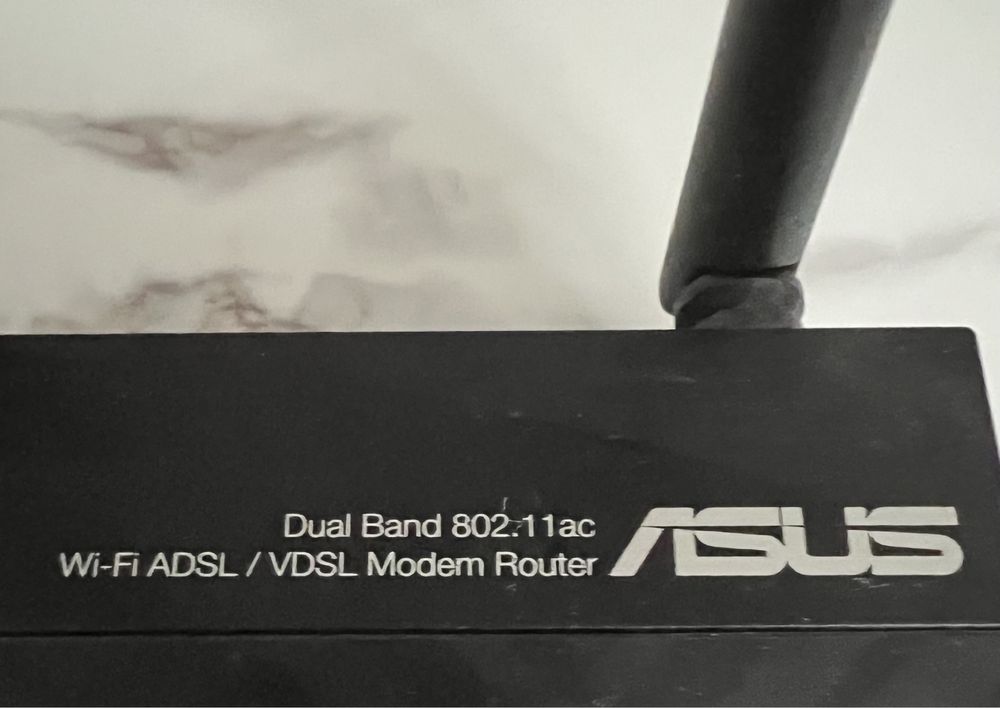 Dual Band 802.11ac
Wi-Fi ADSL / VDSL Modem Router
ASUS